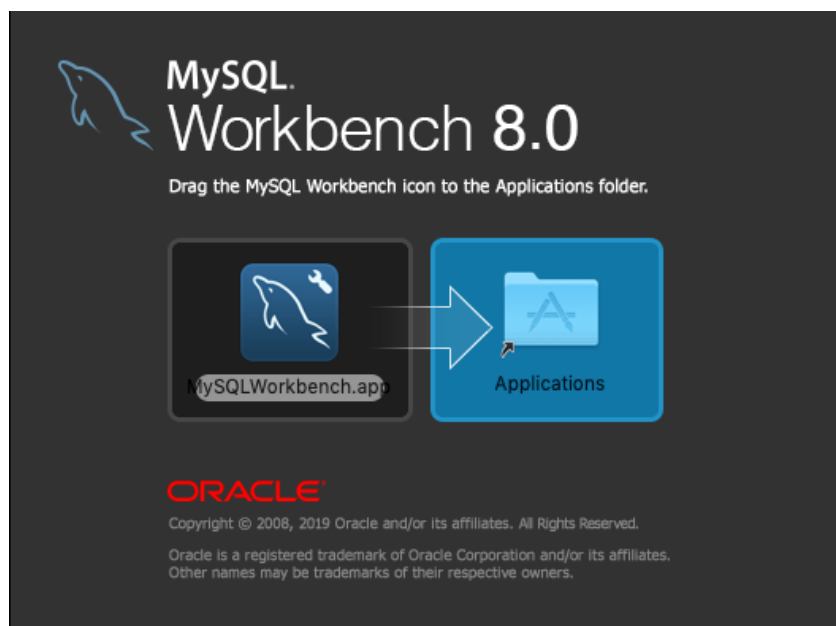 MySQL.
Workbench 8.0
Drag the MySQL Workbench icon to the Applications folder.
MySQLWorkbench.app
Applications
ORACLE®
Copyright © 2008, 2019 Oracle and/or its affiliates. All Rights Reserved.
Oracle is a registered trademark of Oracle Corporation and/or its affiliates.
Other names may be trademarks of their respective owners.